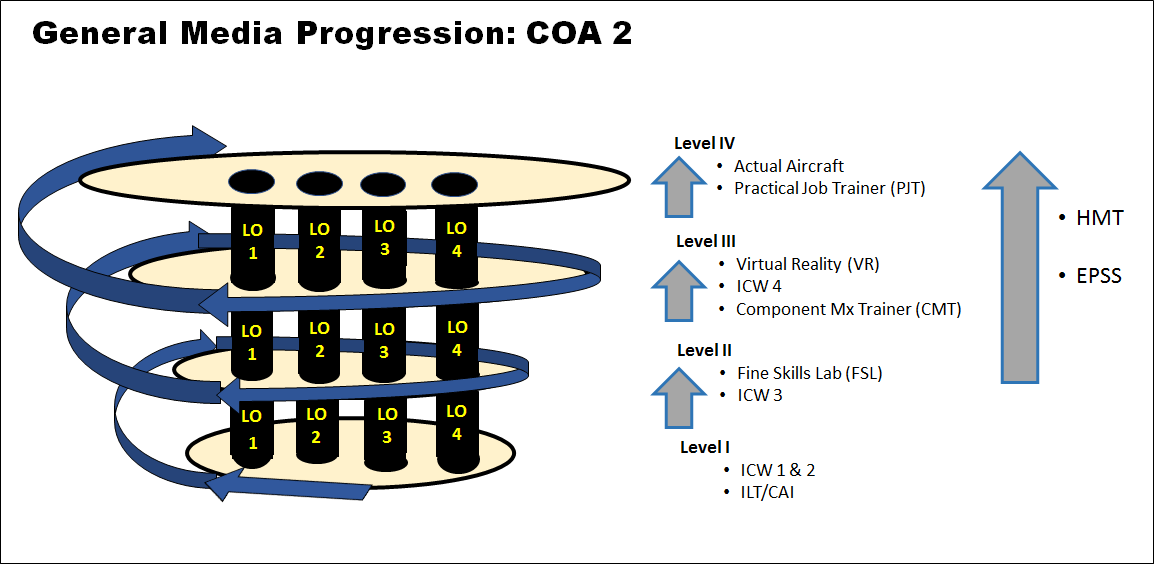 General Media Progression: COA 2
Level IV
• Actual Aircraft
• Practical Job Trainer (PJT)
Level III
• Virtual Reality (VR)
• ICW 4
• Component Mx Trainer (CMT)
Level II
• Fine Skills Lab (FSL)
• ICW 3
Level I
• ICW 1 & 2
• ILT/CAI
• HMT
• EPSS
LO
1
LO
2
LO
3
LO
4
LO
1
LO
2
LO
3
LO
4
LO
1
LO
2
LO
3
LO
4